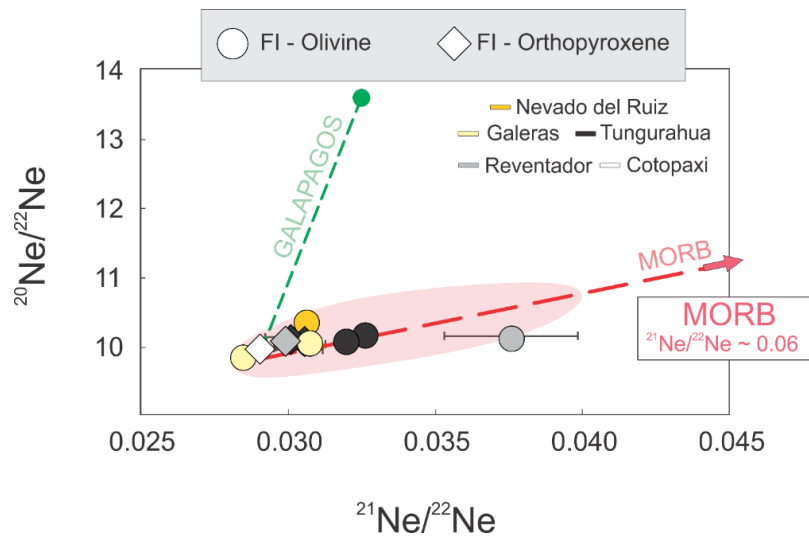 FI - Olivine FI - Orthopyroxene
14
13
12
11
10
²⁰Ne/²²Ne
GALAPAGOS
Nevado del Ruiz
Galeras Tungurahua
Reventador Cotopaxi
MORB
MORB
²¹Ne/²²Ne ~ 0.06
0.025 0.030 0.035 0.040 0.045
²¹Ne/²²Ne